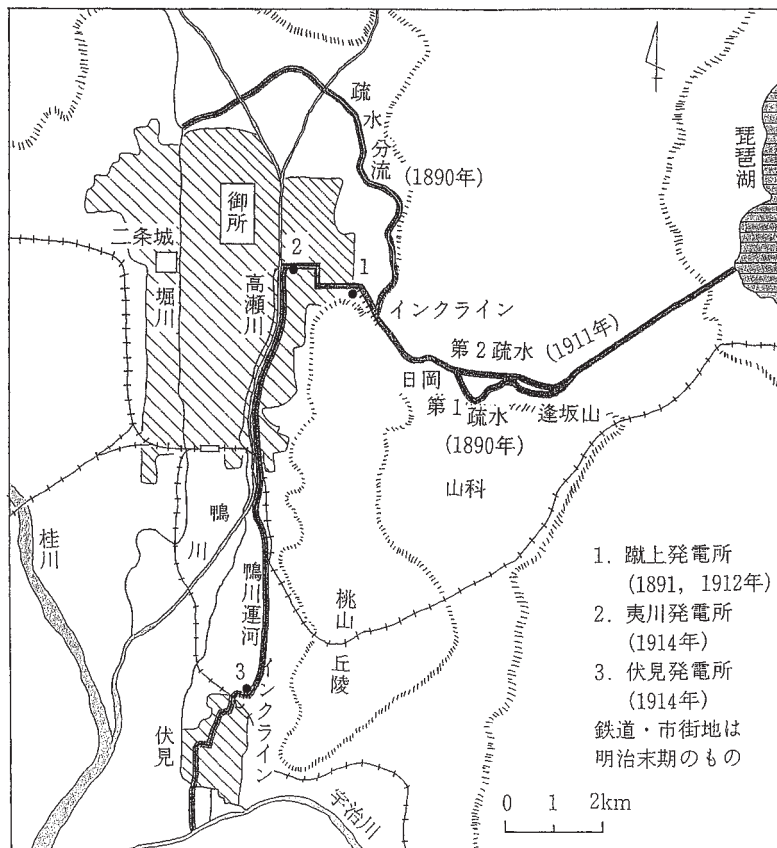 疏水分流
(1890年)
琵琶湖
御所
二条城
堀川
高瀬川
2
1
インクライン
第2疏水 (1911年)
日岡
第1疏水
(1890年)
逢坂山
山科
桂川
鴨川
鴨川運河
桃山丘陵
3
インクライン
伏見
宇治川
1. 蹴上発電所
(1891, 1912年)
2. 夷川発電所
(1914年)
3. 伏見発電所
(1914年)
鉄道・市街地は
明治末期のもの
0 1 2km